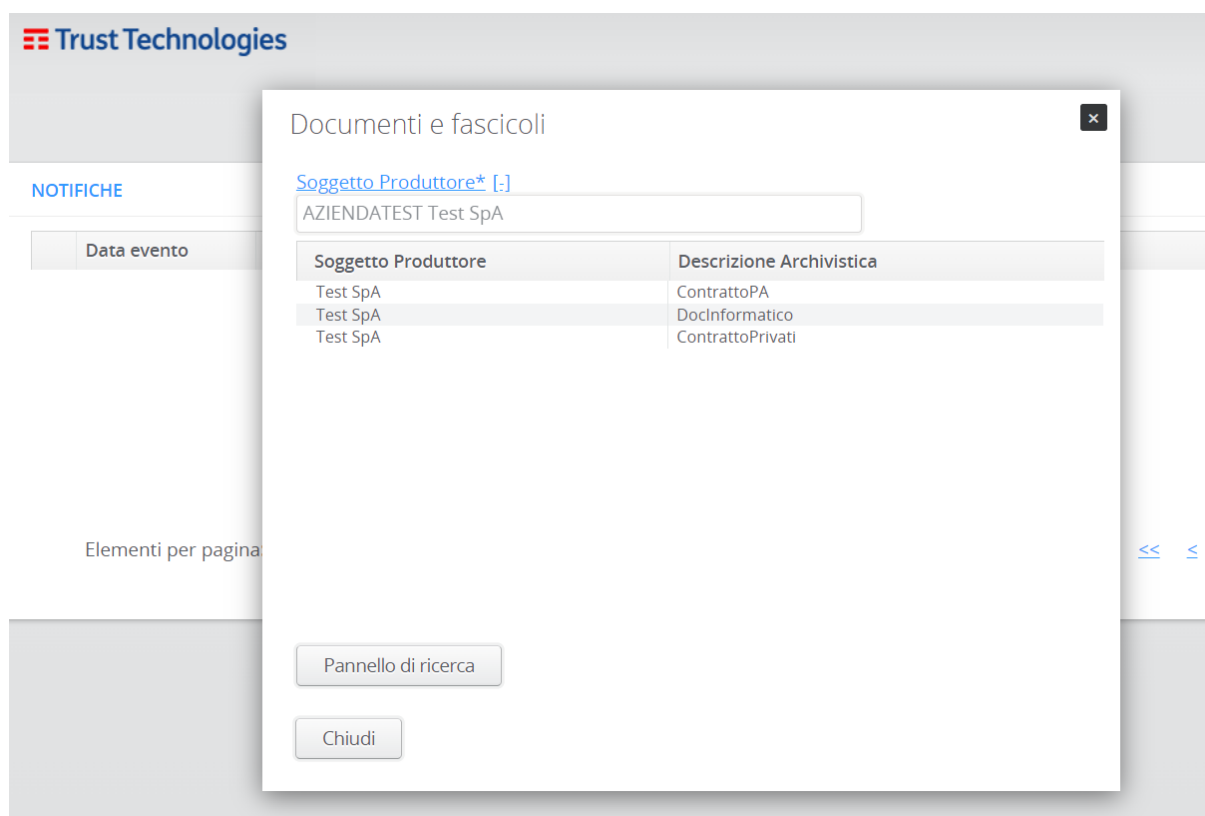 Trust Technologies
Documenti e fascicoli
×
Soggetto Produttore* [-]
NOTIFICHE
AZIENDATEST Test SpA
Data evento
Soggetto Produttore Descrizione Archivistica
Test SpA ContrattoPA
Test SpA DocInformatico
Test SpA ContrattoPrivati
Elementi per pagina:
<< <
Pannello di ricerca
Chiudi